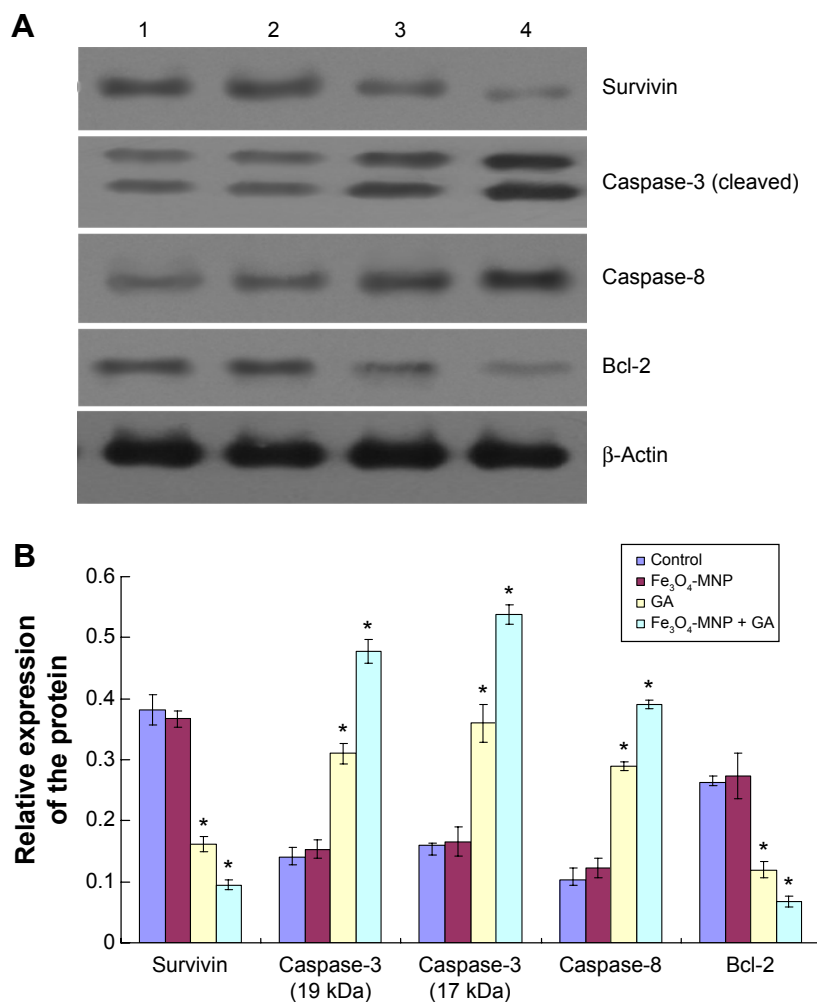 A
1 2 3 4
Survivin
Caspase-3 (cleaved)
Caspase-8
Bcl-2
β-Actin
B
Control
Fe₃O₄-MNP
GA
Fe₃O₄-MNP + GA
Relative expression
of the protein
0.6
0.5
0.4
0.3
0.2
0.1
0
* * * * * * * * * *
Survivin Caspase-3 Caspase-3 Caspase-8 Bcl-2
(19 kDa) (17 kDa)